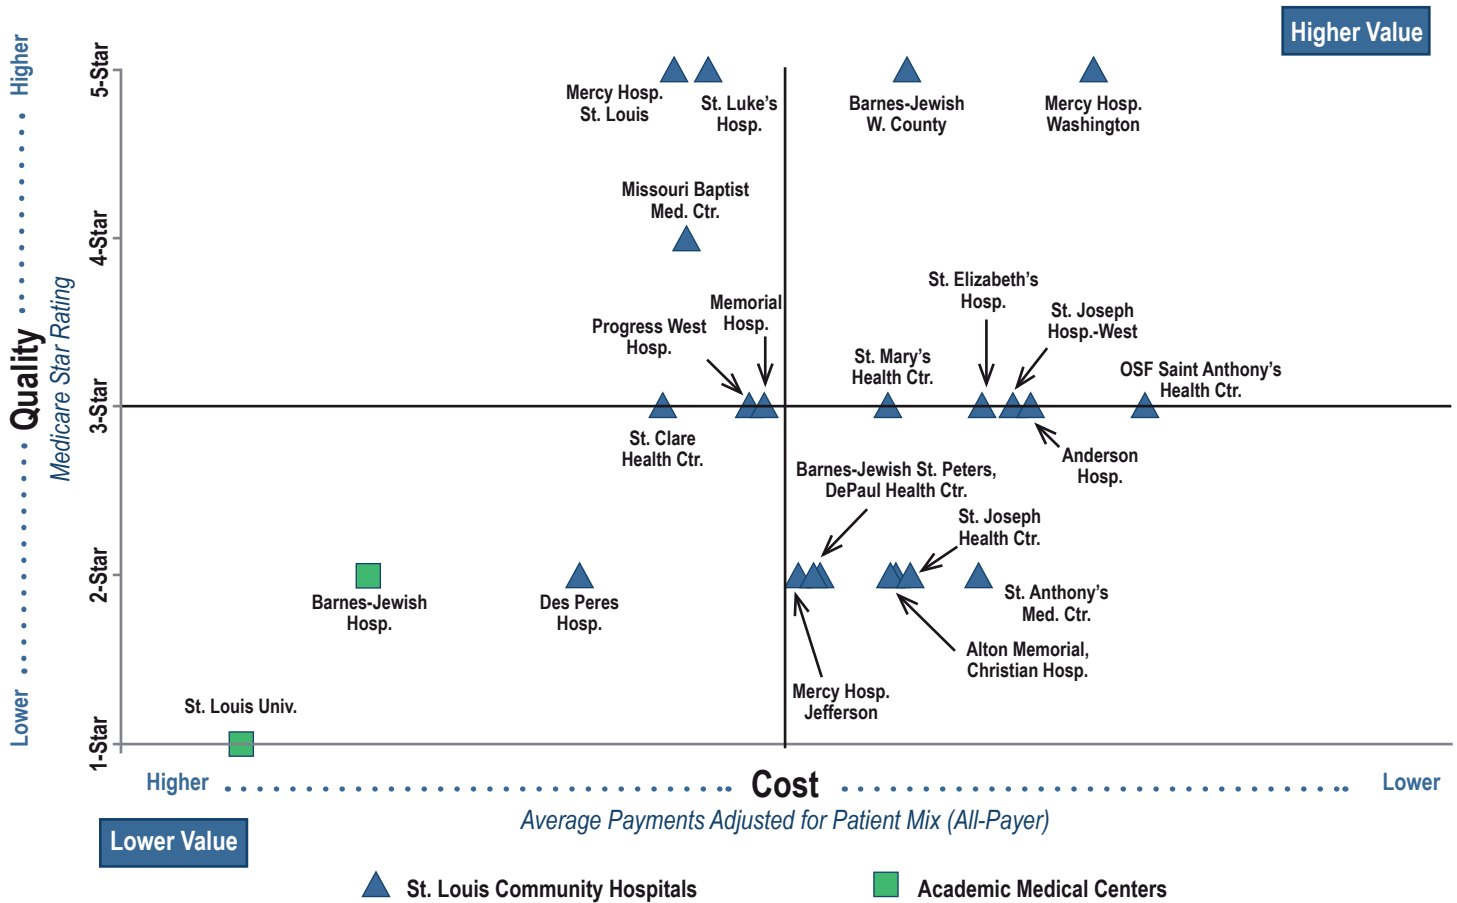 Higher Value
Higher
Quality
Medicare Star Rating
Lower
5-Star
4-Star
3-Star
2-Star
1-Star
Mercy Hosp.
St. Louis
St. Luke's
Hosp.
Barnes-Jewish
W. County
Mercy Hosp.
Washington
Missouri Baptist
Med. Ctr.
St. Elizabeth's
Hosp.
Memorial
Hosp.
St. Joseph
Hosp.-West
Progress West
Hosp.
St. Mary's
Health Ctr.
OSF Saint Anthony's
Health Ctr.
St. Clare
Health Ctr.
Anderson
Hosp.
Barnes-Jewish St. Peters,
DePaul Health Ctr.
St. Joseph
Health Ctr.
Barnes-Jewish
Hosp.
Des Peres
Hosp.
St. Anthony's
Med. Ctr.
Alton Memorial,
Christian Hosp.
Mercy Hosp.
Jefferson
St. Louis Univ.
Higher
Cost
Lower
Average Payments Adjusted for Patient Mix (All-Payer)
Lower Value
St. Louis Community Hospitals
Academic Medical Centers